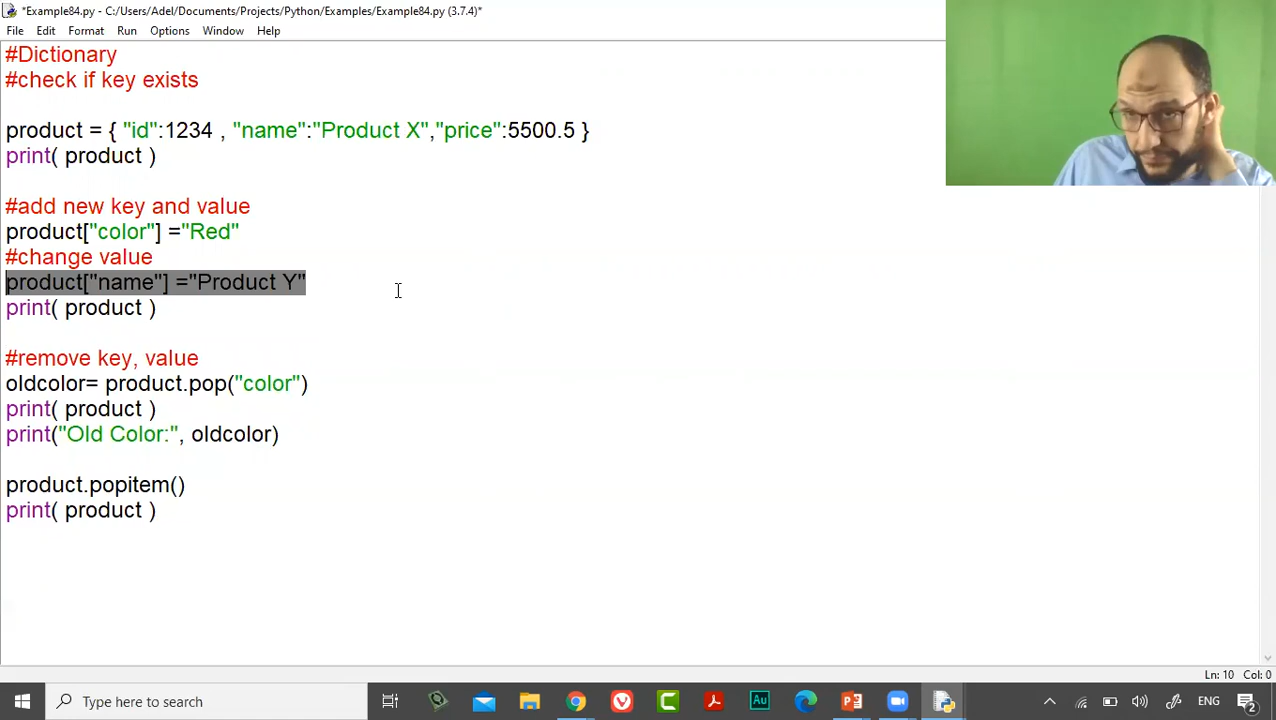 *Example84.py - C:/Users/Adel/Documents/Projects/Python/Examples/Example84.py (3.7.4)*
File Edit Format Run Options Window Help
#Dictionary
#check if key exists
product = { "id":1234 , "name":"Product X","price":5500.5 }
print( product )
#add new key and value
product["color"] ="Red"
#change value
product["name"] ="Product Y"
print( product )
#remove key, value
oldcolor= product.pop("color")
print( product )
print("Old Color:", oldcolor)
product.popitem()
print( product )
Ln: 10 Col: 0
Type here to search
Au
ENG
2